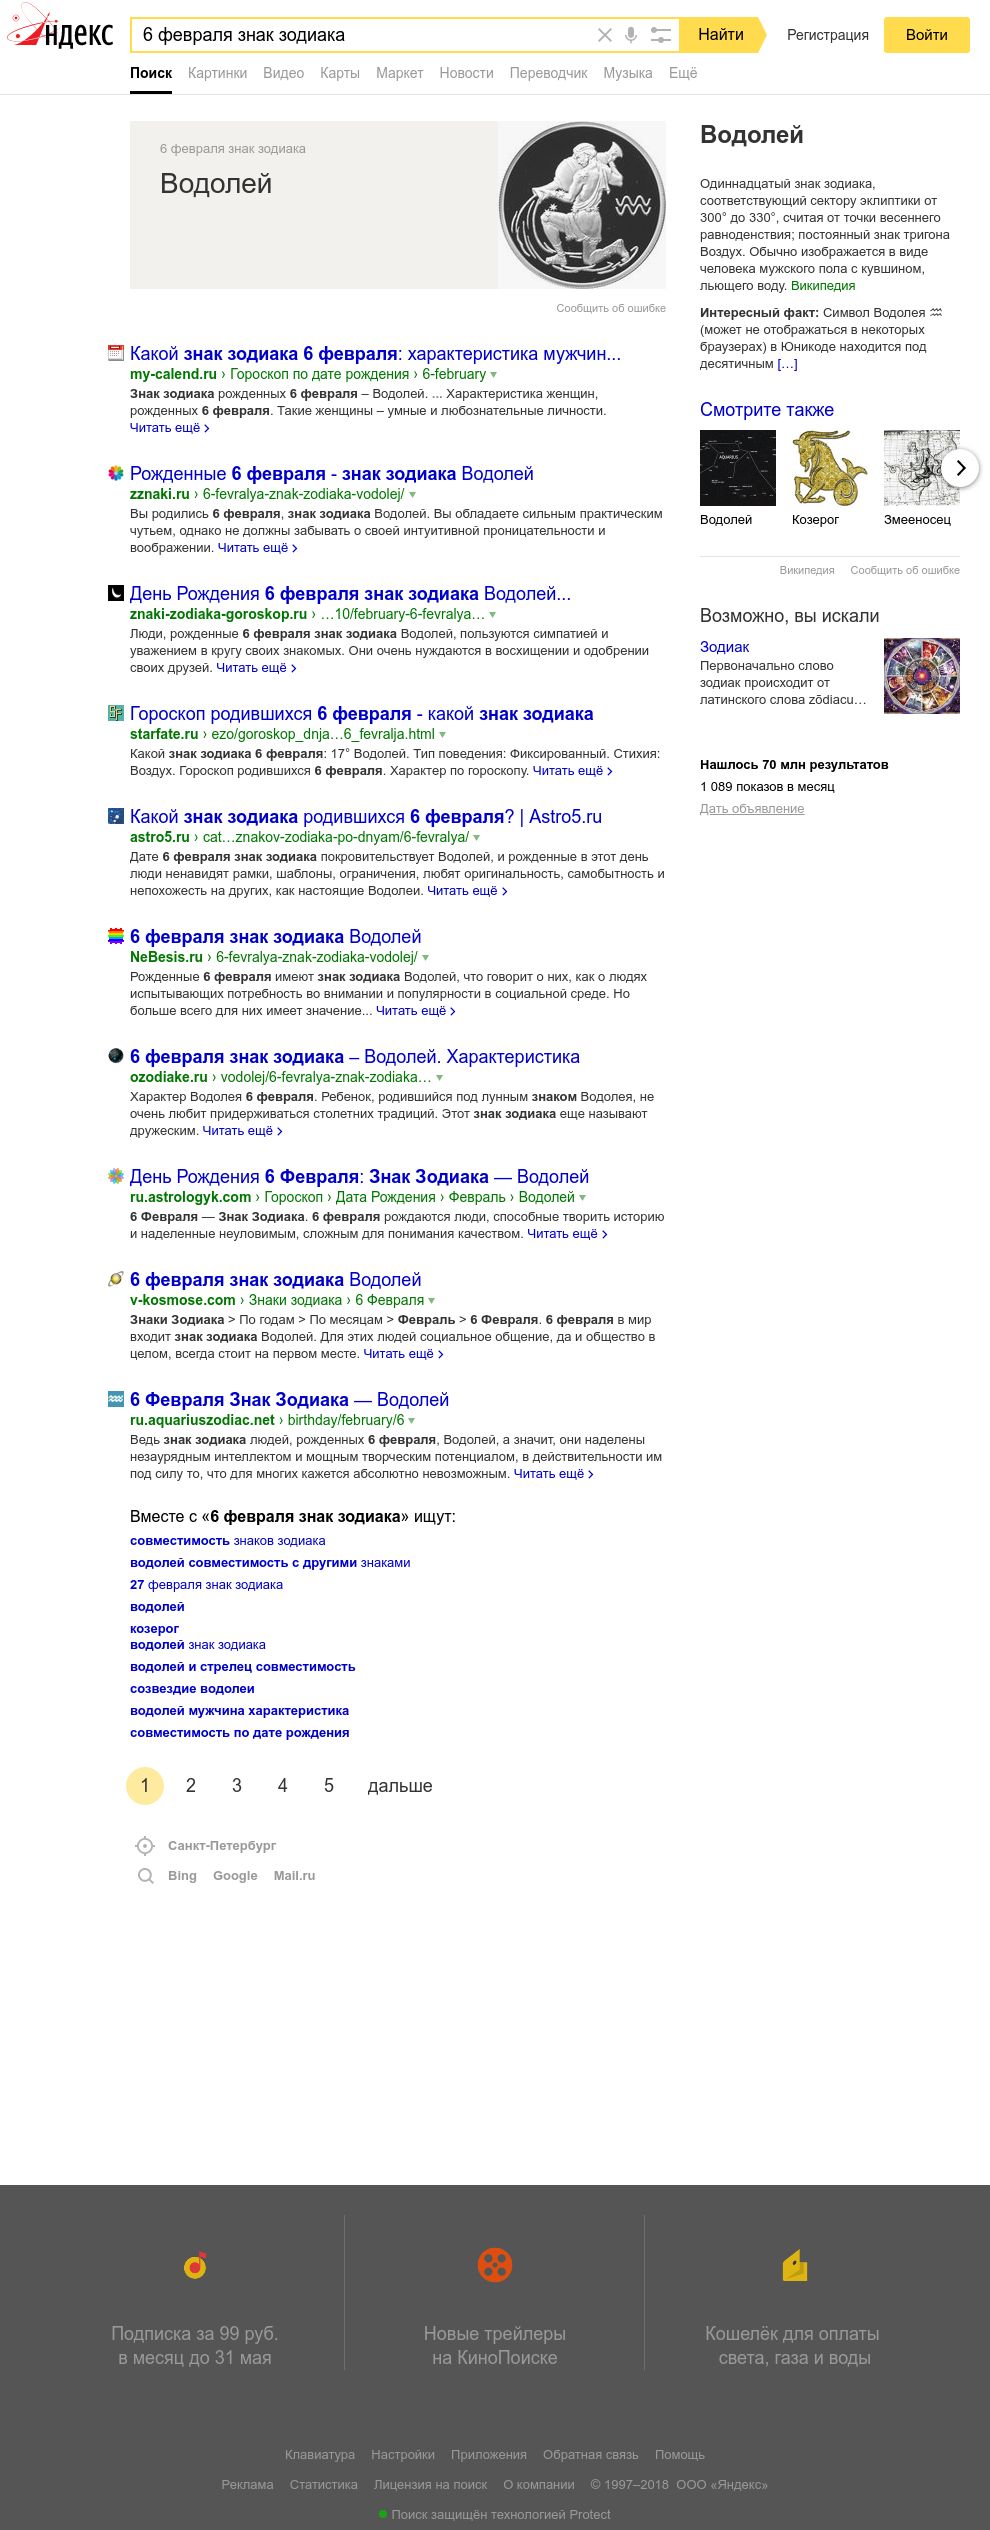 Яндекс
6 февраля знак зодиака
Найти
Регистрация
Войти
Поиск Картинки Видео Карты Маркет Новости Переводчик Музыка Ещё
6 февраля знак зодиака
Водолей
Сообщить об ошибке
Какой знак зодиака 6 февраля: характеристика мужчин...
my-calend.ru › Гороскоп по дате рождения › 6-february
Знак зодиака рожденных 6 февраля – Водолей. ... Характеристика женщин,
рожденных 6 февраля. Такие женщины – умные и любознательные личности.
Читать ещё
Рожденные 6 февраля - знак зодиака Водолей
zznaki.ru › 6-fevralya-znak-zodiaka-vodolej/
Вы родились 6 февраля, знак зодиака Водолей. Вы обладаете сильным практическим
чутьем, однако не должны забывать о своей интуитивной проницательности и
воображении. Читать ещё
День Рождения 6 февраля знак зодиака Водолей...
znaki-zodiaka-goroskop.ru › …10/february-6-fevralya…
Люди, рожденные 6 февраля знак зодиака Водолей, пользуются симпатией и
уважением в кругу своих знакомых. Они очень нуждаются в восхищении и одобрении
своих друзей. Читать ещё
Гороскоп родившихся 6 февраля - какой знак зодиака
starfate.ru › ezo/goroskop_dnja…6_fevralja.html
Какой знак зодиака 6 февраля: 17° Водолей. Тип поведения: Фиксированный. Стихия:
Воздух. Гороскоп родившихся 6 февраля. Характер по гороскопу. Читать ещё
Какой знак зодиака родившихся 6 февраля? | Astro5.ru
astro5.ru › cat…znakov-zodiaka-po-dnyam/6-fevralya/
Дате 6 февраля знак зодиака покровительствует Водолей, и рожденные в этот день
люди ненавидят рамки, шаблоны, ограничения, любят оригинальность, самобытность и
непохожесть на других, как настоящие Водолеи. Читать ещё
6 февраля знак зодиака Водолей
NeBesis.ru › 6-fevralya-znak-zodiaka-vodolej/
Рожденные 6 февраля имеют знак зодиака Водолей, что говорит о них, как о людях
испытывающих потребность во внимании и популярности в социальной среде. Но
больше всего для них имеет значение... Читать ещё
6 февраля знак зодиака – Водолей. Характеристика
ozodiake.ru › vodolej/6-fevralya-znak-zodiaka…
Характер Водолея 6 февраля. Ребенок, родившийся под лунным знаком Водолея, не
очень любит придерживаться столетних традиций. Этот знак зодиака еще называют
дружеским. Читать ещё
День Рождения 6 Февраля: Знак Зодиака — Водолей
ru.astrologyk.com › Гороскоп › Дата Рождения › Февраль › Водолей
6 Февраля — Знак Зодиака. 6 февраля рождаются люди, способные творить историю
и наделенные неуловимым, сложным для понимания качеством. Читать ещё
6 февраля знак зодиака Водолей
v-kosmose.com › Знаки зодиака › 6 Февраля
Знаки Зодиака > По годам > По месяцам > Февраль > 6 Февраля. 6 февраля в мир
входит знак зодиака Водолей. Для этих людей социальное общение, да и общество в
целом, всегда стоит на первом месте. Читать ещё
6 Февраля Знак Зодиака — Водолей
ru.aquariuszodiac.net › birthday/february/6
Ведь знак зодиака людей, рожденных 6 февраля, Водолей, а значит, они наделены
незаурядным интеллектом и мощным творческим потенциалом, в действительности им
под силу то, что для многих кажется абсолютно невозможным. Читать ещё
Вместе с «6 февраля знак зодиака» ищут:
совместимость знаков зодиака
водолей совместимость с другими знаками
27 февраля знак зодиака
водолей
козерог
водолей знак зодиака
водолей и стрелец совместимость
созвездие водолеи
водолей мужчина характеристика
совместимость по дате рождения
1 2 3 4 5 дальше
Санкт-Петербург
Bing Google Mail.ru
Водолей
Одиннадцатый знак зодиака,
соответствующий сектору эклиптики от
300° до 330°, считая от точки весеннего
равноденствия; постоянный знак тригона
Воздух. Обычно изображается в виде
человека мужского пола с кувшином,
льющего воду. Википедия
Интересный факт: Символ Водолея ♒
(может не отображаться в некоторых
браузерах) в Юникоде находится под
десятичным [...]
Смотрите также
AQUARIUS
Водолей Козерог Змееносец
Википедия Сообщить об ошибке
Возможно, вы искали
Зодиак
Первоначально слово
зодиак происходит от
латинского слова zōdiacu…
Нашлось 70 млн результатов
1 089 показов в месяц
Дать объявление
Подписка за 99 руб.
в месяц до 31 мая
Новые трейлеры
на КиноПоиске
Кошелёк для оплаты
света, газа и воды
Клавиатура Настройки Приложения Обратная связь Помощь
Реклама Статистика Лицензия на поиск О компании © 1997–2018 ООО «Яндекс»
Поиск защищён технологией Protect